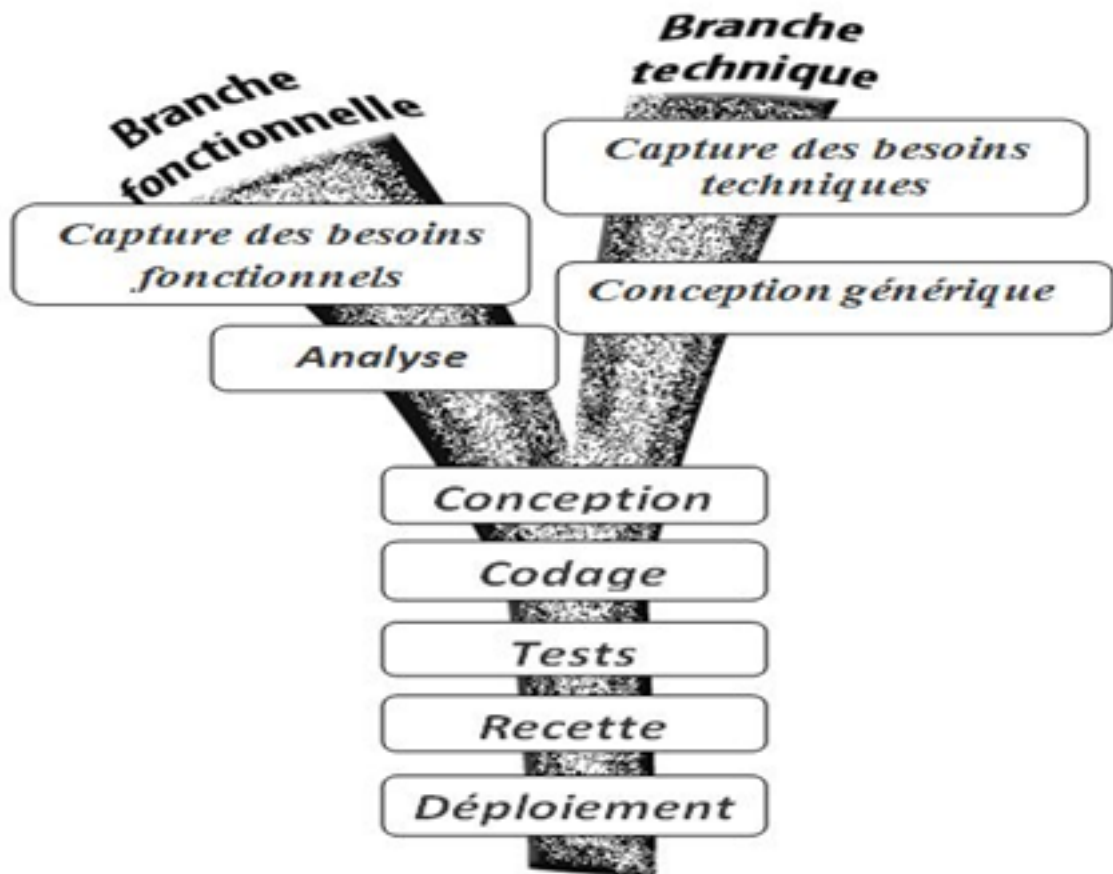 Branche
fonctionnelle
Branche
technique
Capture des besoins
fonctionnels
Analyse
Capture des besoins
techniques
Conception générique
Conception
Codage
Tests
Recette
Déploiement